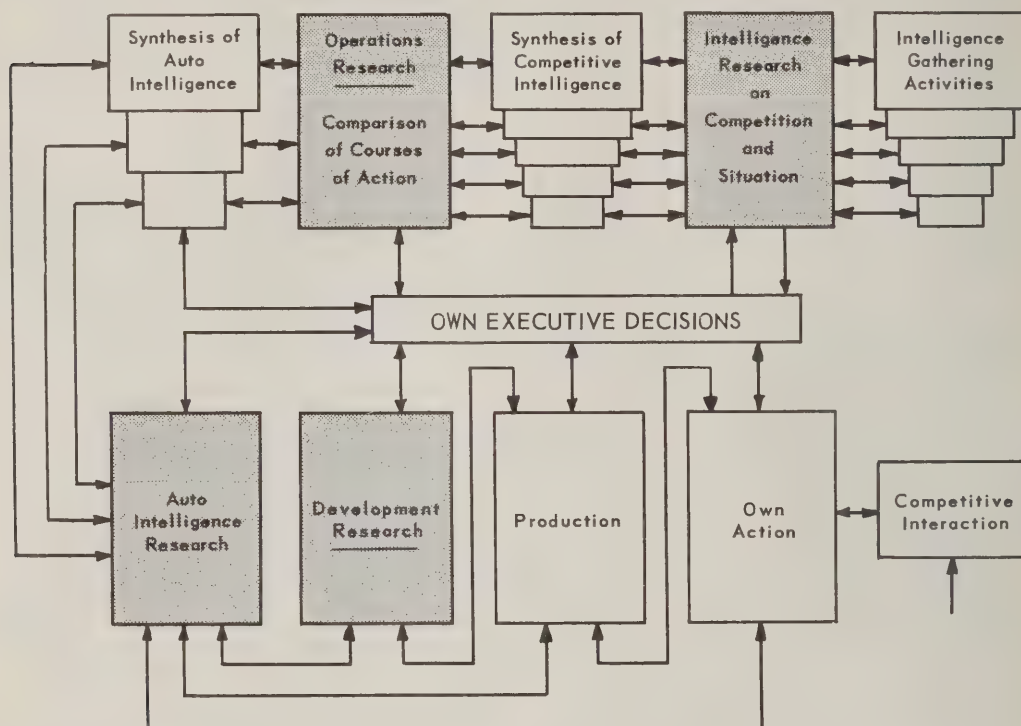 Synthesis of
Auto
Intelligence
Operations
Research
Comparison
of Courses
of Action
Synthesis of
Competitive
Intelligence
Intelligence
Research
on
Competition
and
Situation
Intelligence
Gathering
Activities
OWN EXECUTIVE DECISIONS
Auto
Intelligence
Research
Development
Research
Production
Own
Action
Competitive
Interaction